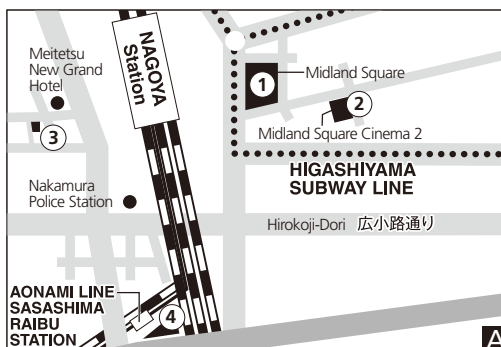 Meitetsu
New Grand
Hotel
NAGOYA
Station
1
Midland Square
2
Midland Square Cinema 2
3
HIGASHIYAMA
SUBWAY LINE
Nakamura
Police Station
Hirokoji-Dori 広小路通り
AONAMI LINE
SASASHIMA
RAIBU
STATION
4
A